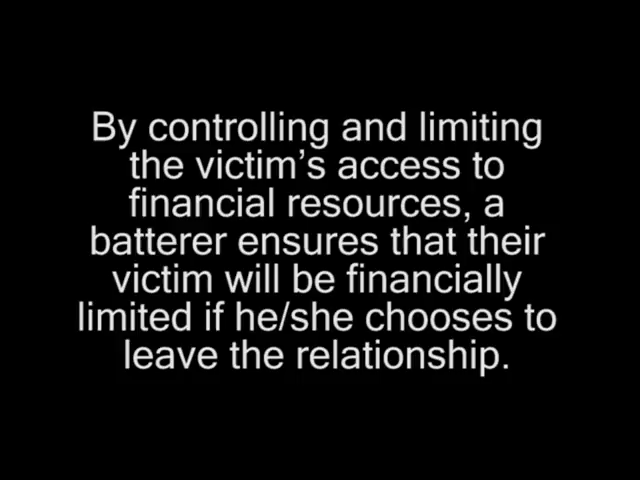 By controlling and limiting
the victim’s access to
financial resources, a
batterer ensures that their
victim will be financially
limited if he/she chooses to
leave the relationship.